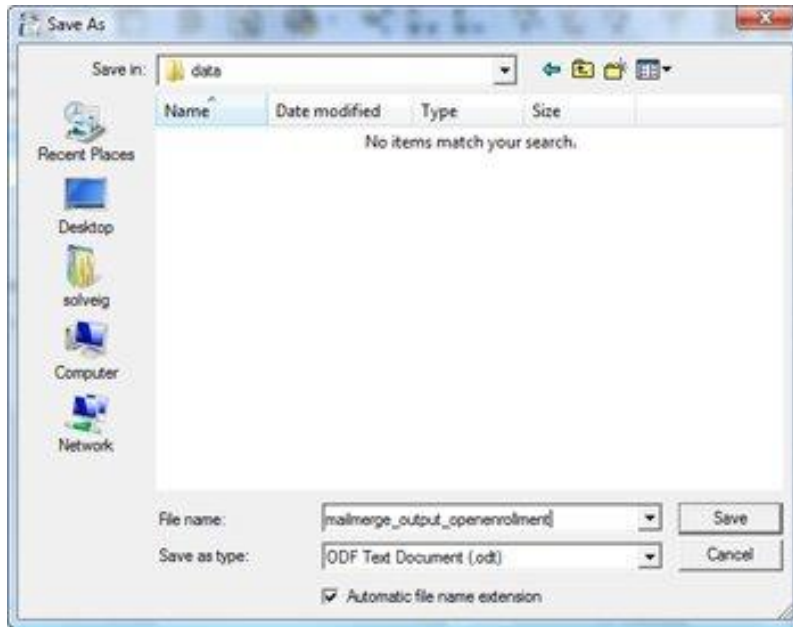 Save As
Save in: data
Name Date modified Type Size
No items match your search.
Recent Places
Desktop
solveig
Computer
Network
File name: mailmerge_output_openenrollment
Save
Save as type: ODF Text Document (.odt)
Cancel
Automatic file name extension